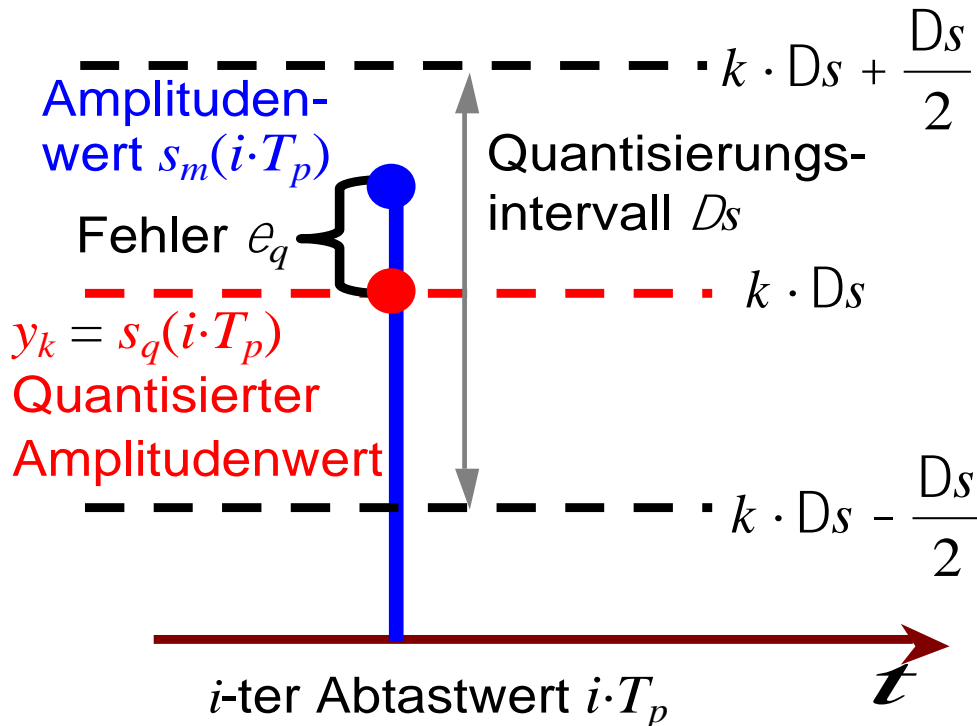 k · Ds + Ds/2
Amplituden-
wert s_m(i·T_p)
Quantisierungs-
intervall Ds
Fehler e_q
k · Ds
y_k = s_q(i·T_p)
Quantisierter
Amplitudenwert
k · Ds − Ds/2
t
i-ter Abtastwert i·T_p